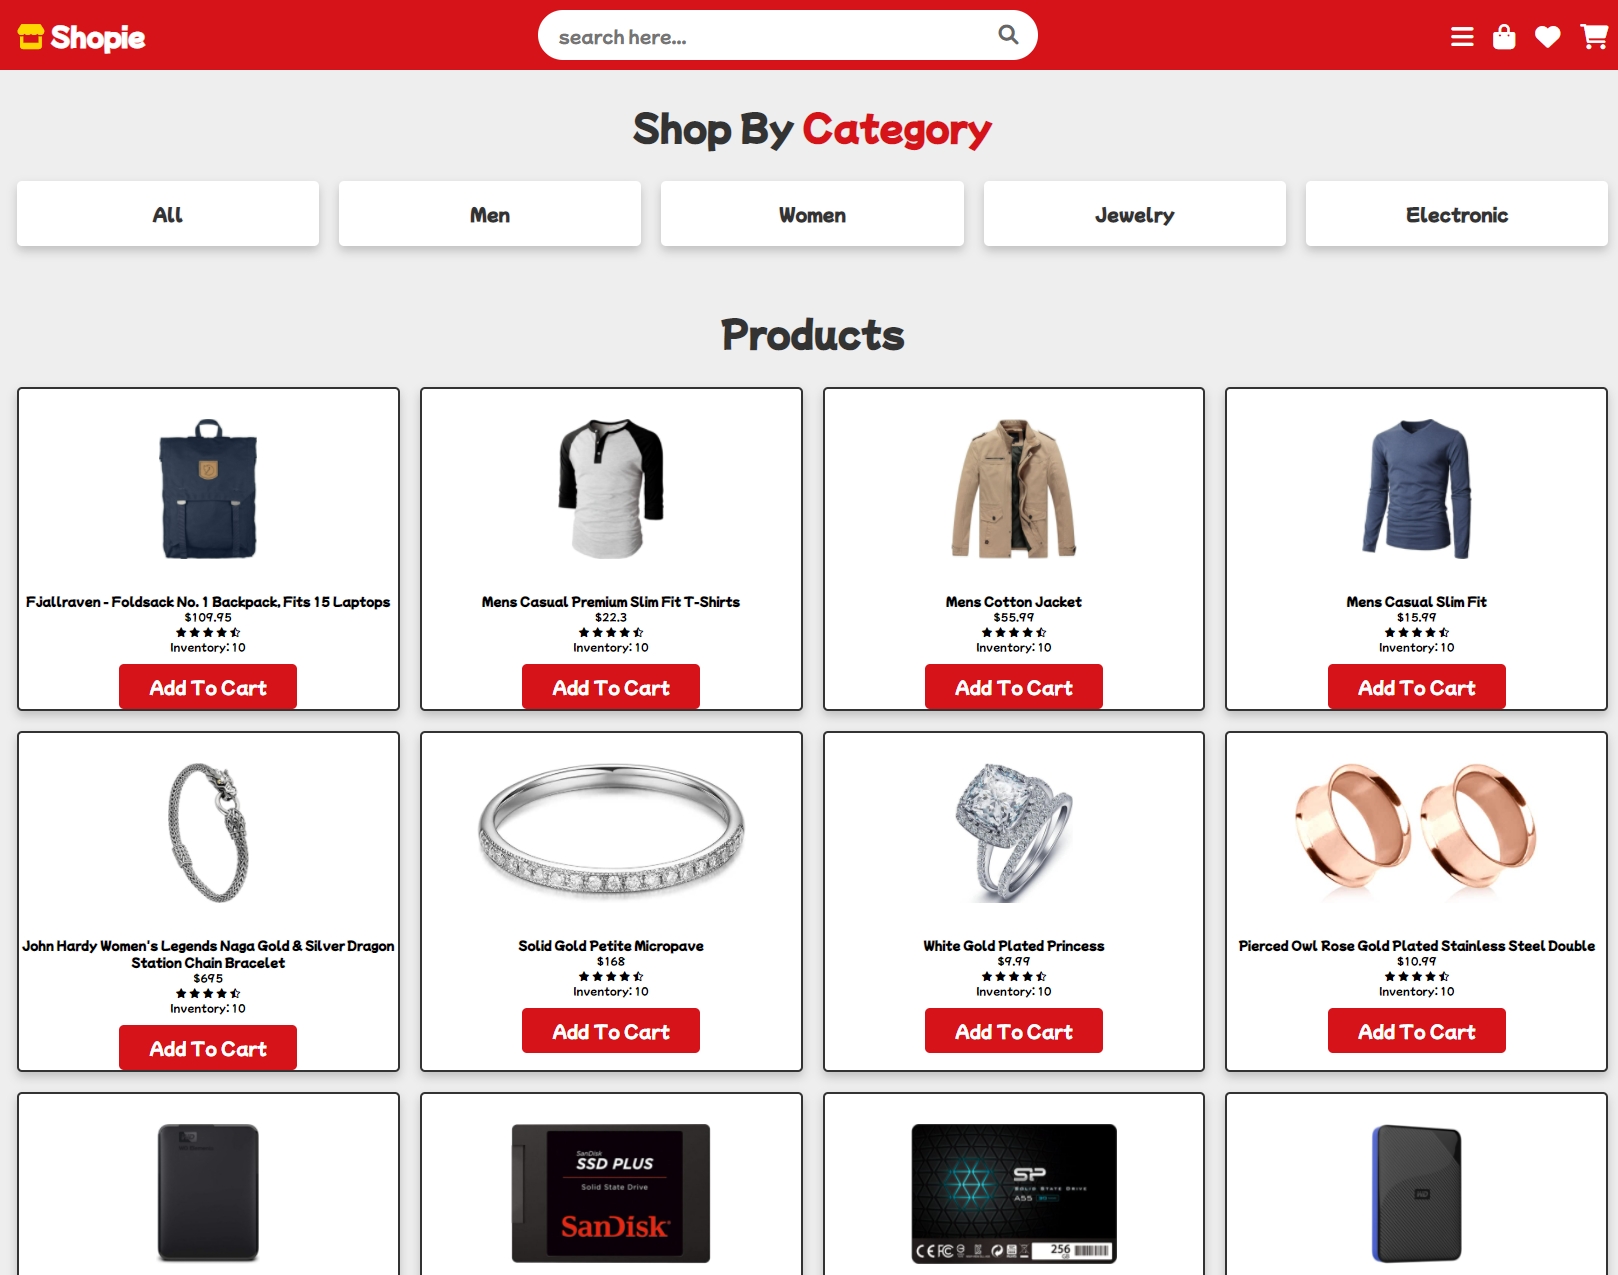 Shopie
search here...
Shop By Category
All
Men
Women
Jewelry
Electronic
Products
Fjallraven - Foldsack No. 1 Backpack, Fits 15 Laptops
$109.95
Inventory: 10
Add To Cart
Mens Casual Premium Slim Fit T-Shirts
$22.3
Inventory: 10
Add To Cart
Mens Cotton Jacket
$55.99
Inventory: 10
Add To Cart
Mens Casual Slim Fit
$15.99
Inventory: 10
Add To Cart
John Hardy Women's Legends Naga Gold & Silver Dragon
Station Chain Bracelet
$695
Inventory: 10
Add To Cart
Solid Gold Petite Micropave
$168
Inventory: 10
Add To Cart
White Gold Plated Princess
$9.99
Inventory: 10
Add To Cart
Pierced Owl Rose Gold Plated Stainless Steel Double
$10.99
Inventory: 10
Add To Cart
SanDisk
SSD PLUS
Solid State Drive
SanDisk
SP
SOLID STATE DRIVE
A55
256
GB
WD